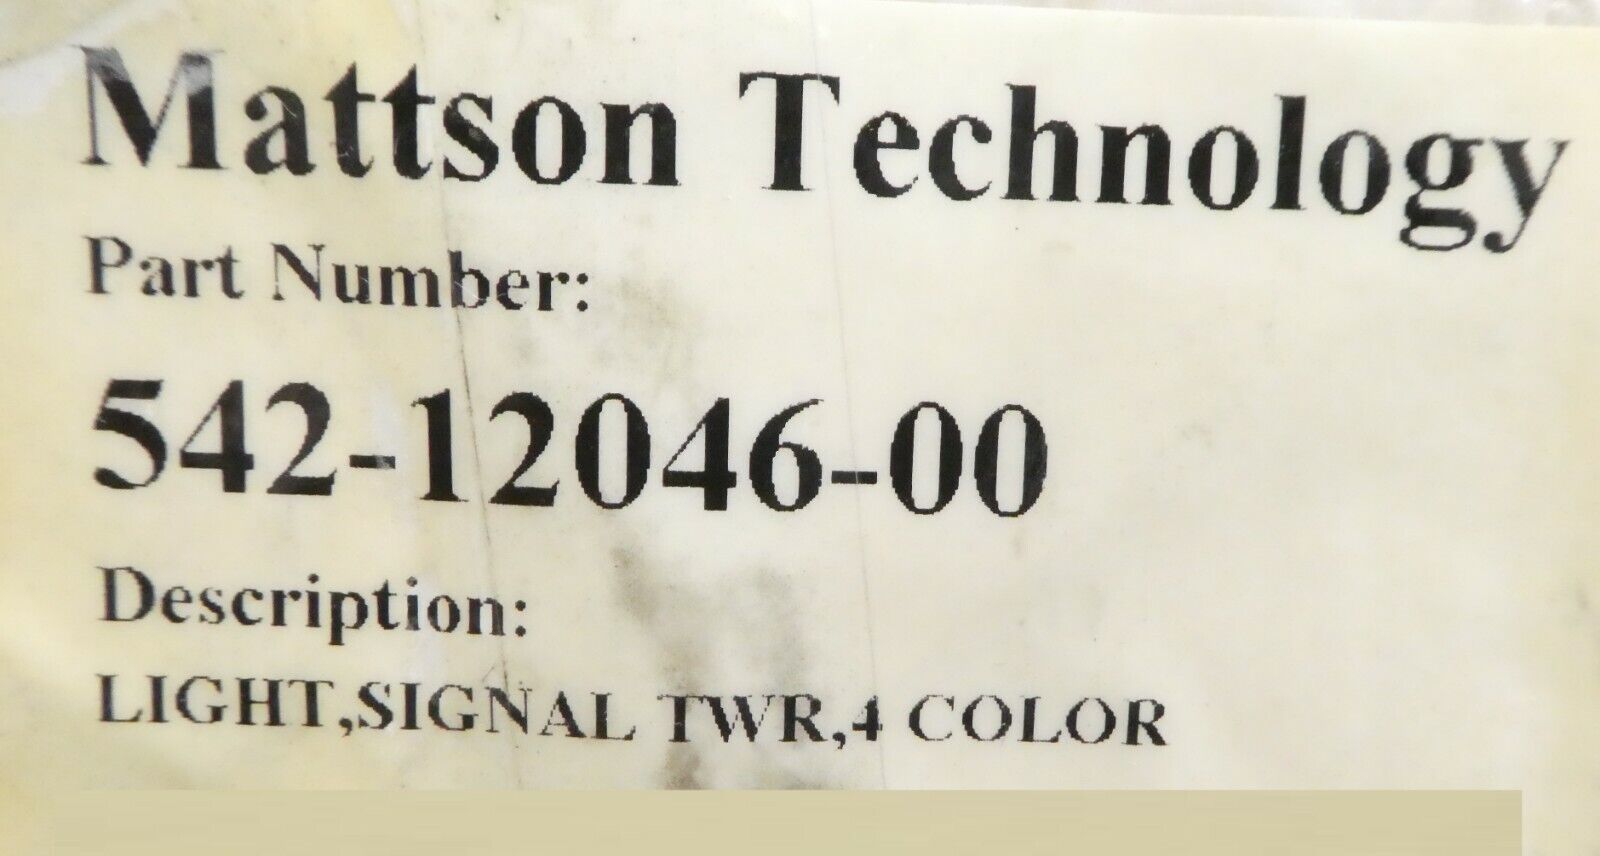 Mattson Technology
Part Number:
542-12046-00
Description:
LIGHT,SIGNAL TWR,4 COLOR